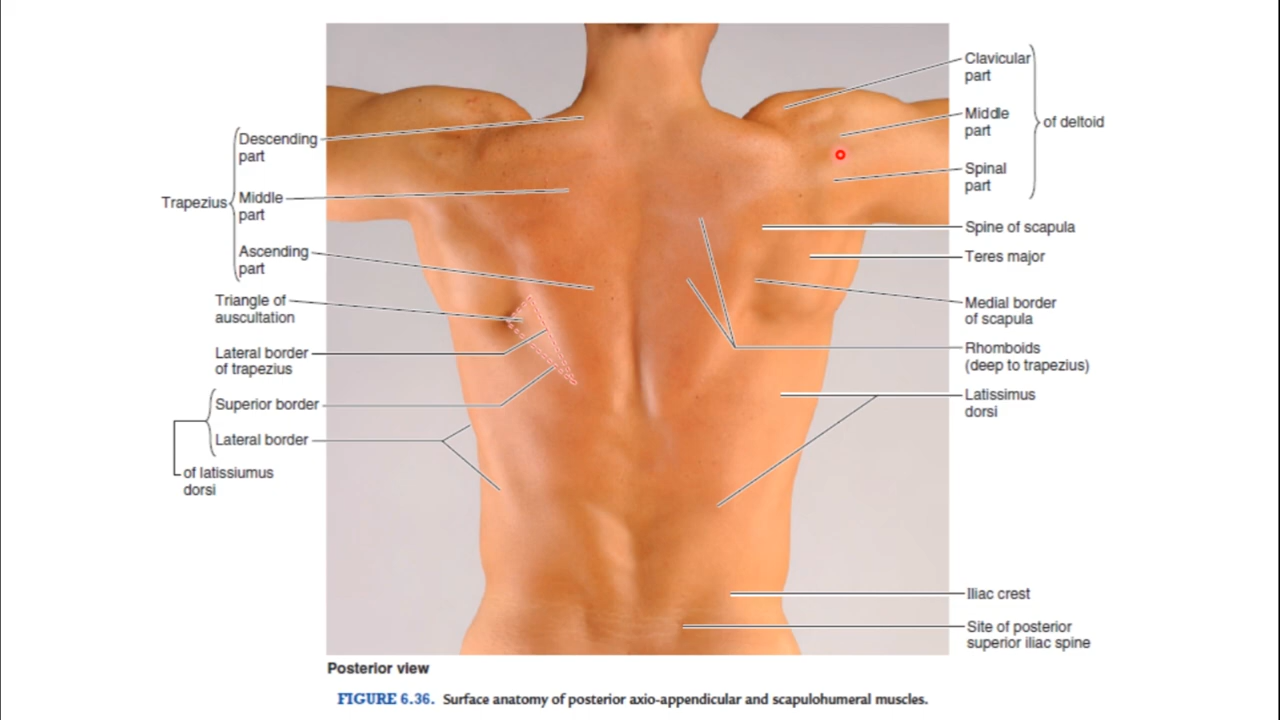 Descending
part
Trapezius
Middle
part
Ascending
part
Triangle of
auscultation
Lateral border
of trapezius
Superior border
Lateral border
of latissiumus
dorsi
Clavicular
part
Middle
part
of deltoid
Spinal
part
Spine of scapula
Teres major
Medial border
of scapula
Rhomboids
(deep to trapezius)
Latissimus
dorsi
Iliac crest
Site of posterior
superior iliac spine
Posterior view
FIGURE 6.36. Surface anatomy of posterior axio-appendicular and scapulohumeral muscles.